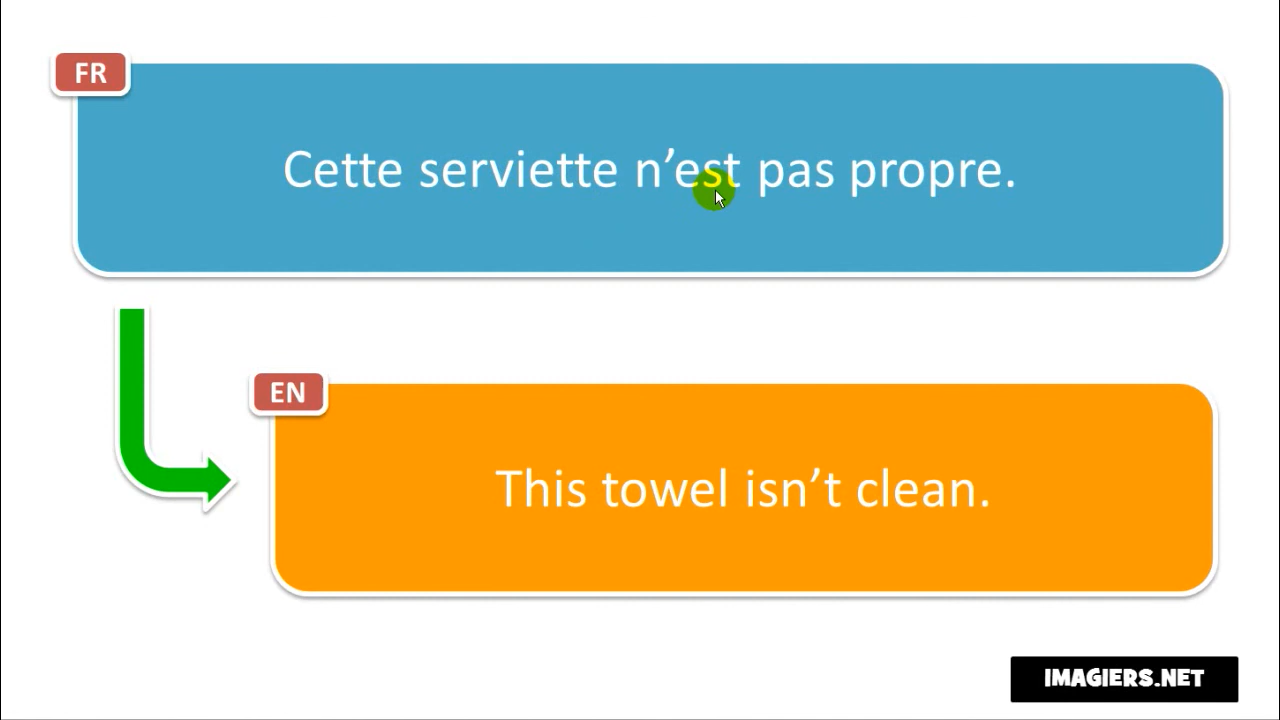 FR
Cette serviette n’est pas propre.
EN
This towel isn’t clean.
IMAGIERS.NET